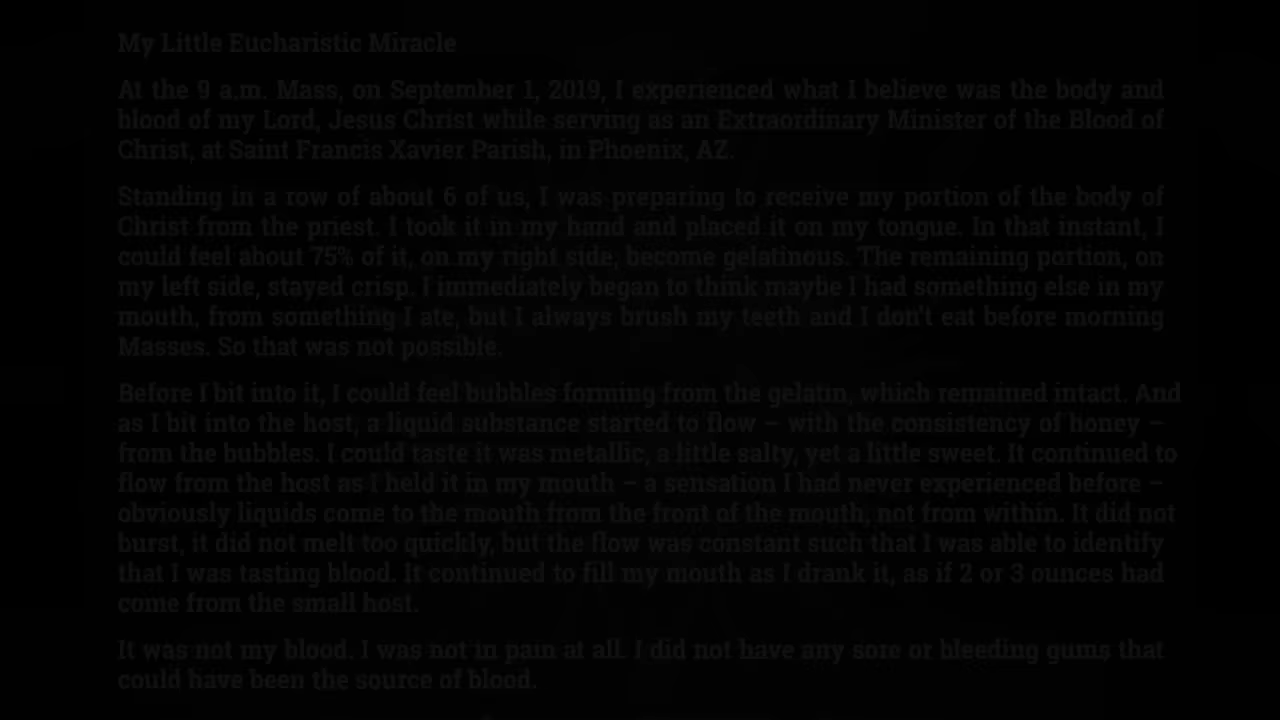 My Little Eucharistic Miracle
At the 9 a.m. Mass, on September 1, 2019, I experienced what I believe was the body and
blood of my Lord, Jesus Christ while serving as an Extraordinary Minister of the Blood of
Christ, at Saint Francis Xavier Parish, in Phoenix, AZ.
Standing in a row of about 6 of us, I was preparing to receive my portion of the body of
Christ from the priest. I took it in my hand and placed it on my tongue. In that instant, I
could feel about 75% of it, on my right side, become gelatinous. The remaining portion, on
my left side, stayed crisp. I immediately began to think maybe I had something else in my
mouth, from something I ate, but I always brush my teeth and I don't eat before morning
Masses. So that was not possible.
Before I bit into it, I could feel bubbles forming from the gelatin, which remained intact. And
as I bit into the host, a liquid substance started to flow – with the consistency of honey –
from the bubbles. I could taste it was metallic, a little salty, yet a little sweet. It continued to
flow from the host as I held it in my mouth – a sensation I had never experienced before –
obviously liquids come to the mouth from the front of the mouth, not from within. It did not
burst, it did not melt too quickly, but the flow was constant such that I was able to identify
that I was tasting blood. It continued to fill my mouth as I drank it, as if 2 or 3 ounces had
come from the small host.
It was not my blood. I was not in pain at all. I did not have any sore or bleeding gums that
could have been the source of blood.